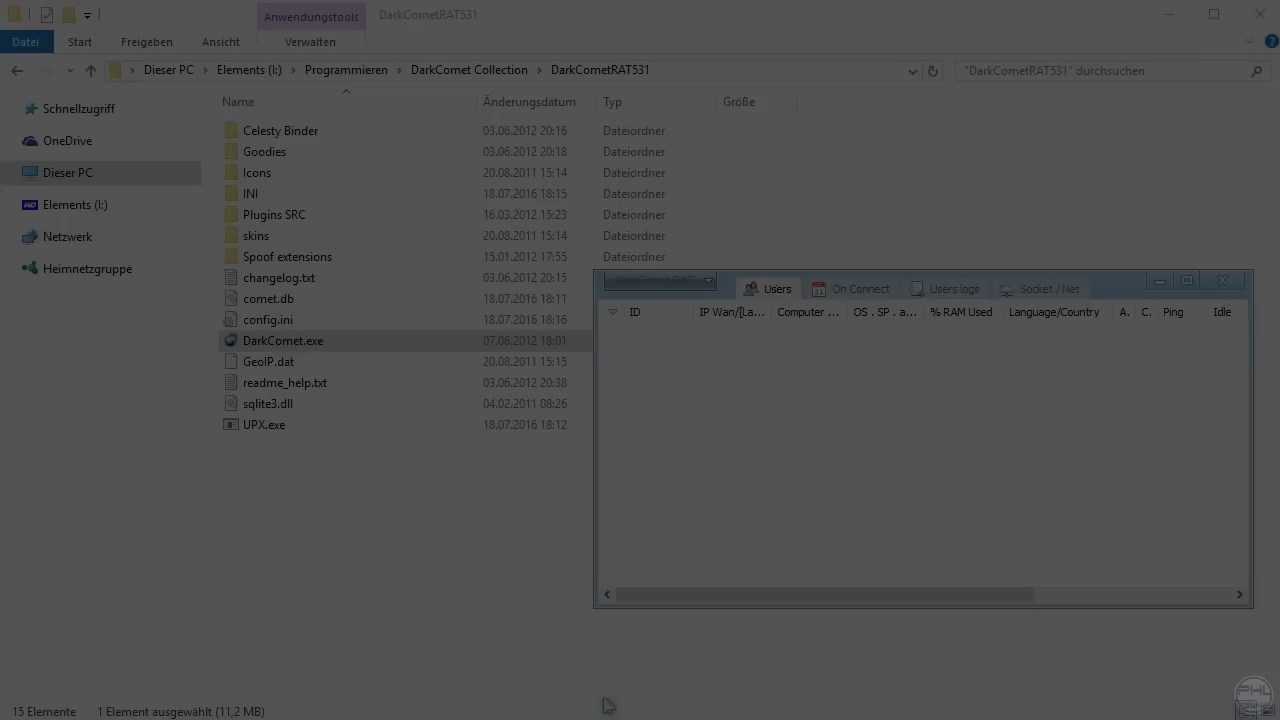 Anwendungstools DarkCometRAT531
Datei Start Freigeben Ansicht Verwalten
Dieser PC Elements (I:) Programmieren DarkComet Collection DarkCometRAT531 "DarkCometRAT531" durchsuchen
Schnellzugriff
OneDrive
Dieser PC
Elements (I:)
Netzwerk
Heimnetzgruppe
Name Änderungsdatum Typ Größe
Celesty Binder 03.06.2012 20:16 Dateiordner
Goodies 03.06.2012 20:18 Dateiordner
Icons 20.08.2011 15:14 Dateiordner
INI 18.07.2016 18:15 Dateiordner
Plugins SRC 16.03.2012 15:23 Dateiordner
skins 20.08.2011 15:14 Dateiordner
Spoof extensions 15.01.2012 17:55 Dateiordner
changelog.txt 03.06.2012 20:15
comet.db 18.07.2016 18:11
config.ini 18.07.2016 18:16
DarkComet.exe 07.06.2012 18:01
GeoIP.dat 20.08.2011 15:15
readme_help.txt 03.06.2012 20:38
sqlite3.dll 04.02.2011 08:26
UPX.exe 18.07.2016 18:12
Users On Connect Users logs Socket / Net
ID IP Wan/[La... Computer ... OS . SP . a... % RAM Used Language/Country A. C. Ping Idle
15 Elemente 1 Element ausgewählt (11,2 MB)